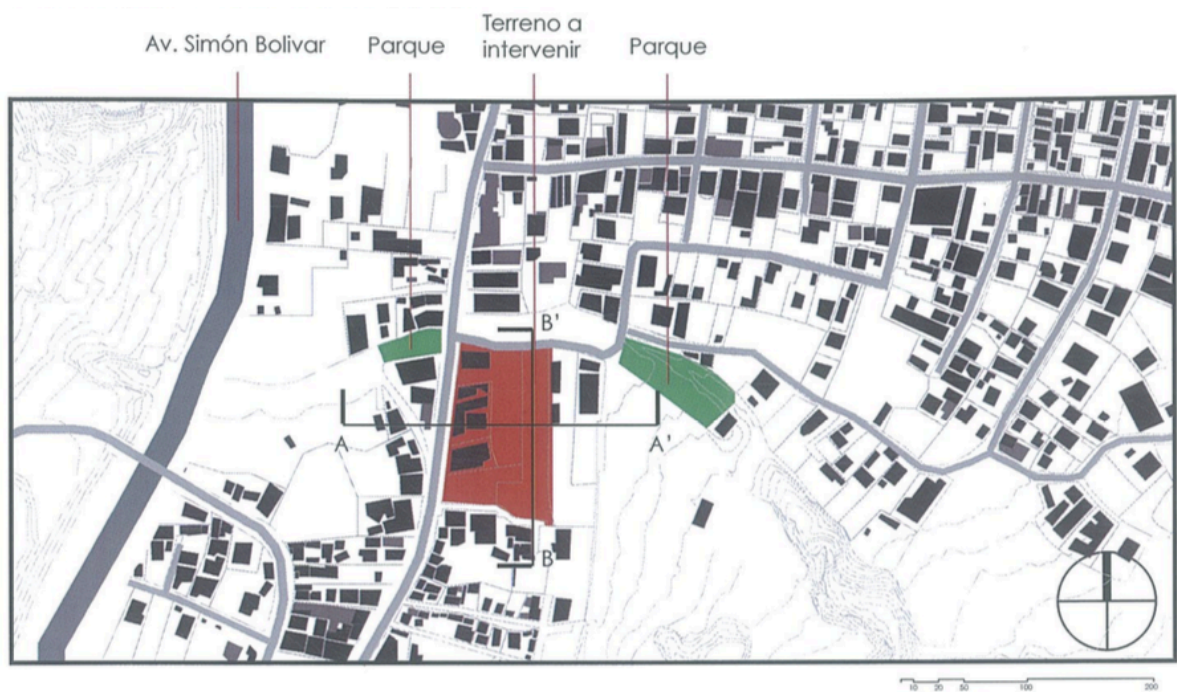 Av. Simón Bolivar
Parque
Terreno a
intervenir
Parque
B'
A
A'
B
10 20 50 100 200